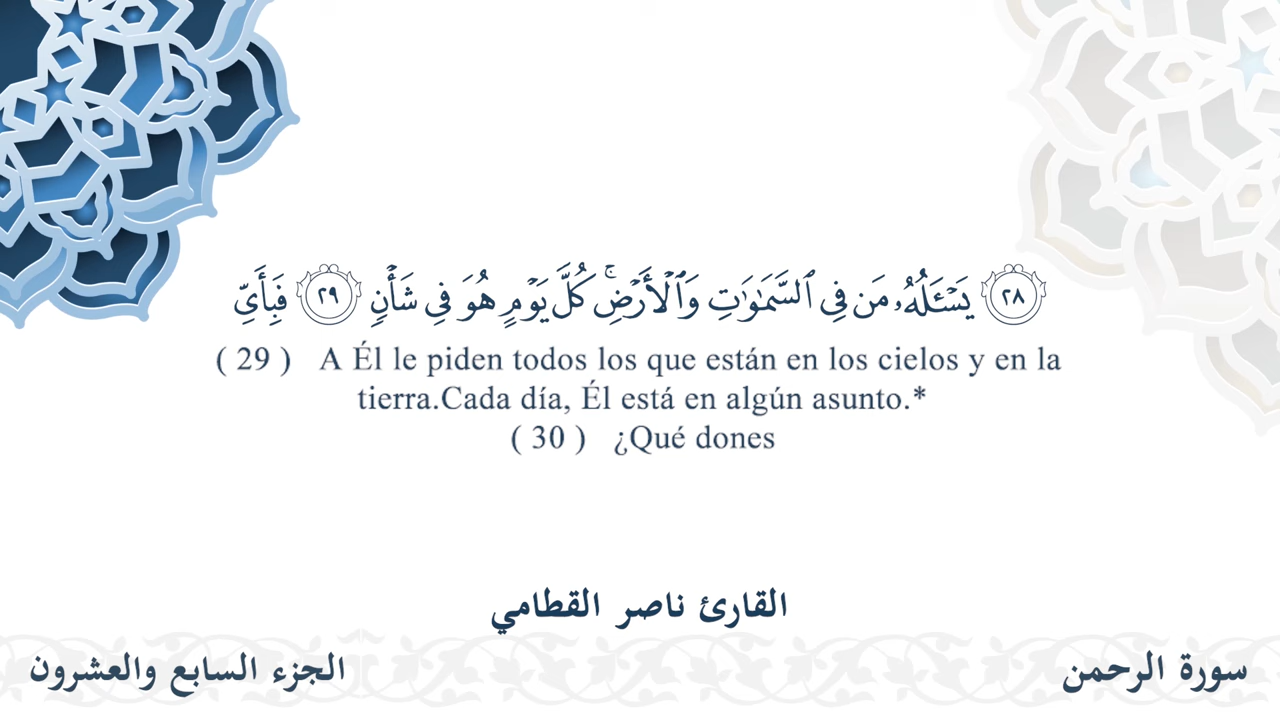 ٢٨ يَسْـَٔلُهُۥ مَن فِى ٱلسَّمَـٰوَٰتِ وَٱلْأَرْضِ ۚ كُلَّ يَوْمٍ هُوَ فِى شَأْنٍ ٢٩ فَبِأَىِّ
( 29 ) A Él le piden todos los que están en los cielos y en la
tierra.Cada día, Él está en algún asunto.*
( 30 ) ¿Qué dones
القارئ ناصر القطامي
سورة الرحمن
الجزء السابع والعشرون